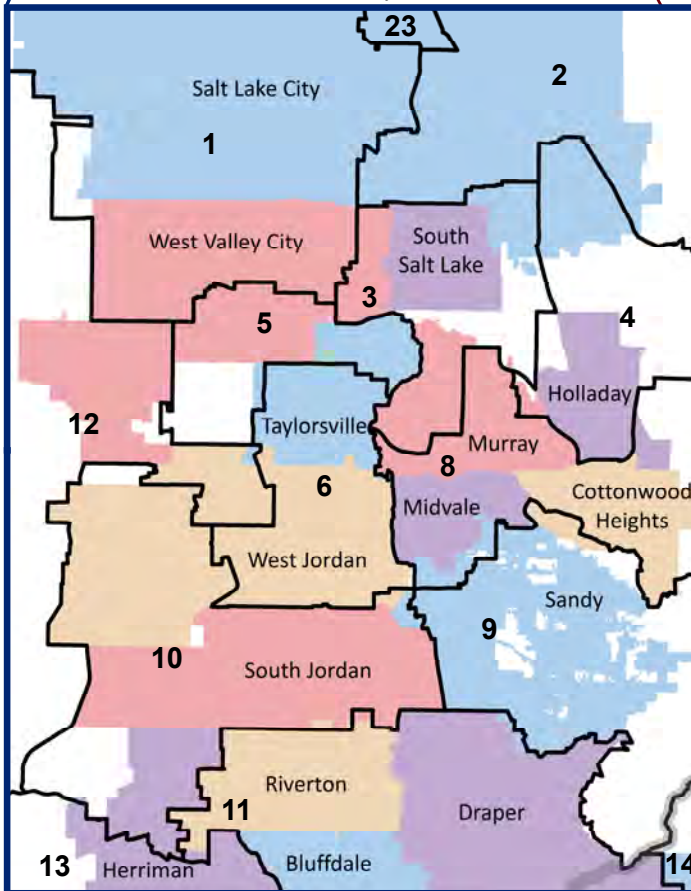 23
2
Salt Lake City
1
West Valley City
South
Salt Lake
3
5
4
Holladay
12
Taylorsville
Murray
8
6
Cottonwood
Heights
Midvale
West Jordan
Sandy
9
10
South Jordan
Riverton
11
Draper
13
Herriman
Bluffdale
14